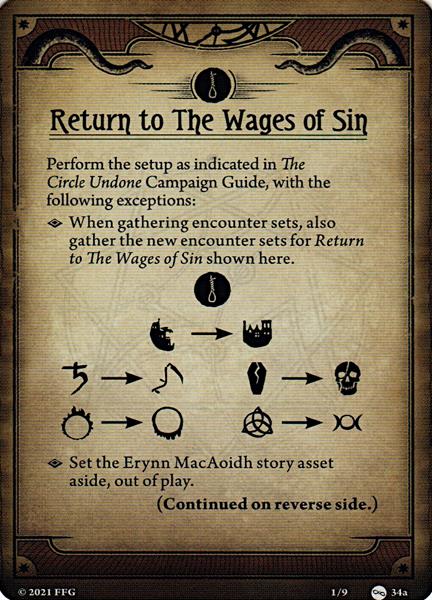 Return to The Wages of Sin
Perform the setup as indicated in The
Circle Undone Campaign Guide, with the
following exceptions:
When gathering encounter sets, also
gather the new encounter sets for Return
to The Wages of Sin shown here.
Set the Erynn MacAoidh story asset
aside, out of play.
(Continued on reverse side.)
© 2021 FFG
1/9
34a